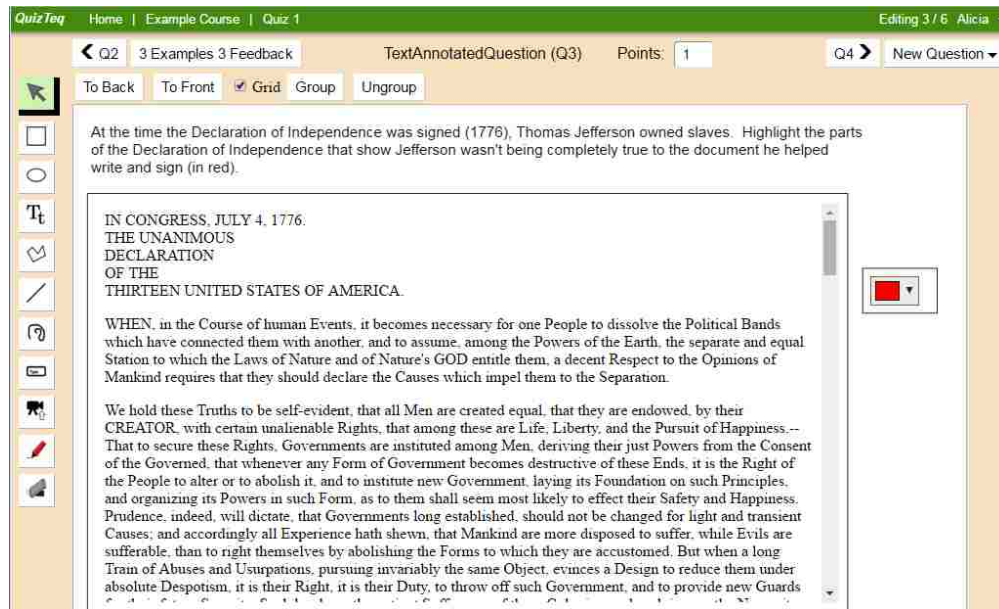 QuizTeq Home | Example Course | Quiz 1 Editing 3 / 6 Alicia
Q2 3 Examples 3 Feedback TextAnnotatedQuestion (Q3) Points: 1 Q4 New Question
To Back To Front Grid Group Ungroup
Tt
At the time the Declaration of Independence was signed (1776), Thomas Jefferson owned slaves. Highlight the parts
of the Declaration of Independence that show Jefferson wasn't being completely true to the document he helped
write and sign (in red).
IN CONGRESS, JULY 4, 1776.
THE UNANIMOUS
DECLARATION
OF THE
THIRTEEN UNITED STATES OF AMERICA.
WHEN, in the Course of human Events, it becomes necessary for one People to dissolve the Political Bands
which have connected them with another, and to assume, among the Powers of the Earth, the separate and equal
Station to which the Laws of Nature and of Nature's GOD entitle them, a decent Respect to the Opinions of
Mankind requires that they should declare the Causes which impel them to the Separation.
We hold these Truths to be self-evident, that all Men are created equal, that they are endowed, by their
CREATOR, with certain unalienable Rights, that among these are Life, Liberty, and the Pursuit of Happiness.--
That to secure these Rights, Governments are instituted among Men, deriving their just Powers from the Consent
of the Governed, that whenever any Form of Government becomes destructive of these Ends, it is the Right of
the People to alter or to abolish it, and to institute new Government, laying its Foundation on such Principles,
and organizing its Powers in such Form, as to them shall seem most likely to effect their Safety and Happiness.
Prudence, indeed, will dictate, that Governments long established, should not be changed for light and transient
Causes; and accordingly all Experience hath shewn, that Mankind are more disposed to suffer, while Evils are
sufferable, than to right themselves by abolishing the Forms to which they are accustomed. But when a long
Train of Abuses and Usurpations, pursuing invariably the same Object, evinces a Design to reduce them under
absolute Despotism, it is their Right, it is their Duty, to throw off such Government, and to provide new Guards